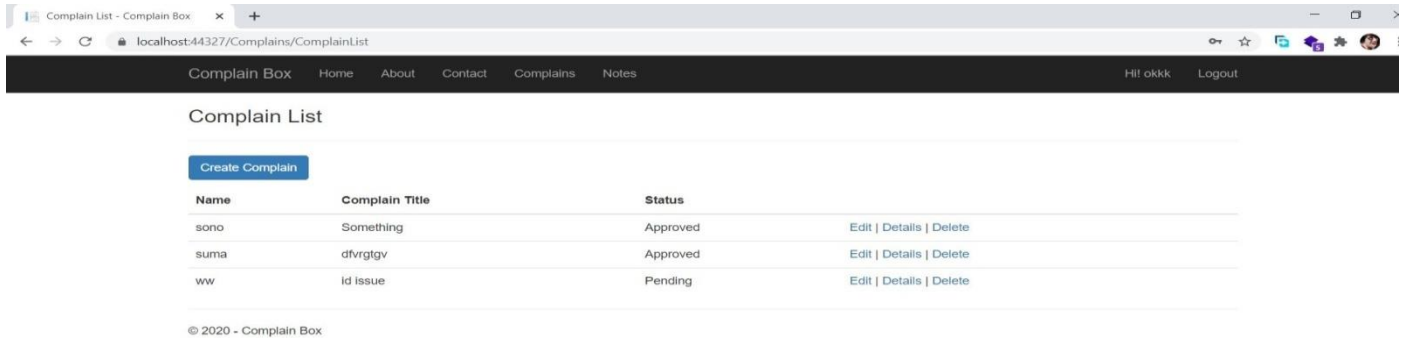 Complain List - Complain Box
localhost:44327/Complains/ComplainList
Complain Box Home About Contact Complains Notes Hi! okkk Logout
Complain List
Create Complain
Name Complain Title Status
sono Something Approved Edit | Details | Delete
suma dfvrgtgv Approved Edit | Details | Delete
ww id issue Pending Edit | Details | Delete
© 2020 - Complain Box